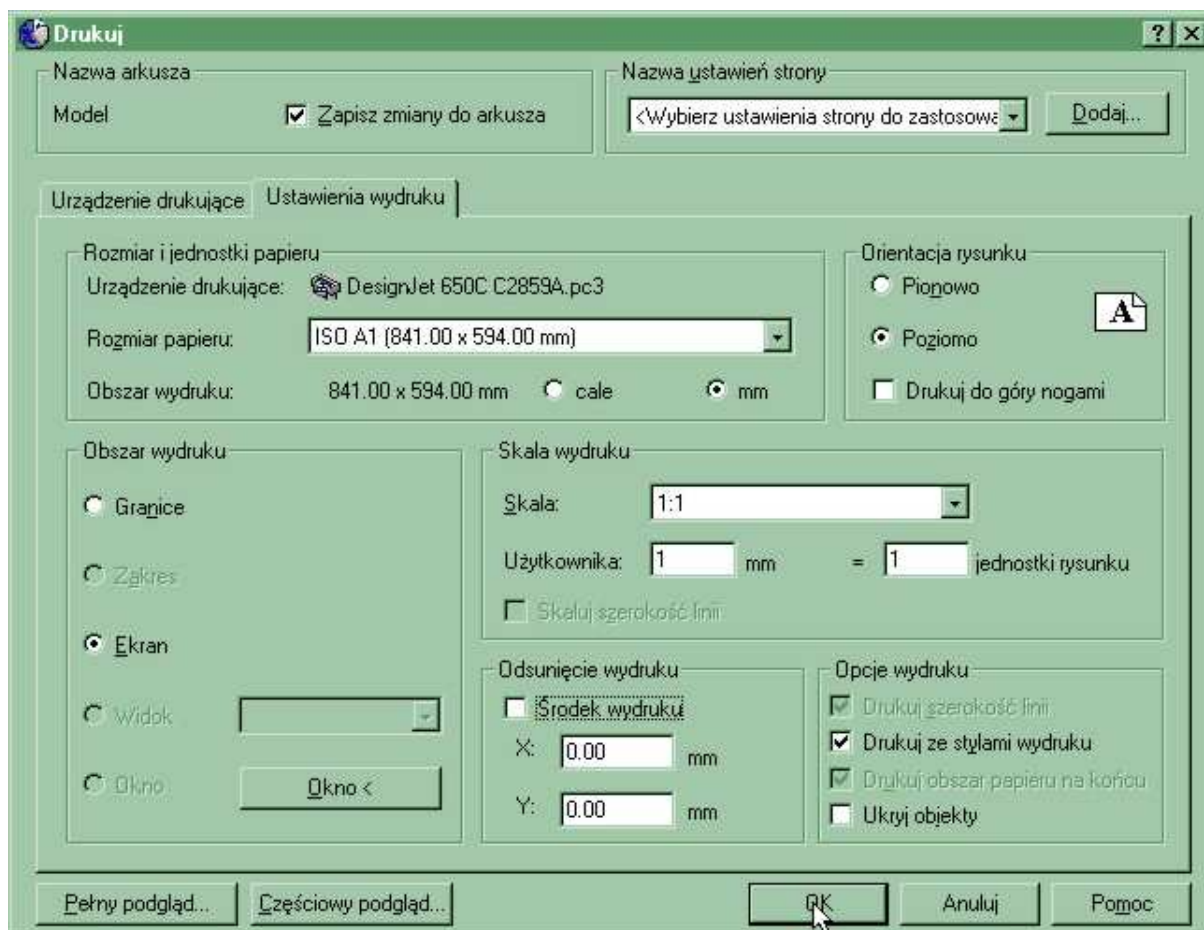 Drukuj
Nazwa arkusza
Model
Zapisz zmiany do arkusza
Nazwa ustawień strony
<Wybierz ustawienia strony do zastosowa
Dodaj...
Urządzenie drukujące
Ustawienia wydruku
Rozmiar i jednostki papieru
Urządzenie drukujące: DesignJet 650C C2859A.pc3
Rozmiar papieru: ISO A1 (841.00 x 594.00 mm)
Obszar wydruku: 841.00 x 594.00 mm cale mm
Orientacja rysunku
Pionowo
A
Poziomo
Drukuj do góry nogami
Obszar wydruku
Granice
Zakres
Ekran
Widok
Okno
Okno <
Skala wydruku
Skala: 1:1
Użytkownika: 1 mm = 1 jednostki rysunku
Skaluj szerokość linii
Odsunięcie wydruku
Środek wydruku
X: 0.00 mm
Y: 0.00 mm
Opcje wydruku
Drukuj szerokość linii
Drukuj ze stylami wydruku
Drukuj obszar papieru na końcu
Ukryj objekty
Pełny podgląd...
Częściowy podgląd...
OK
Anuluj
Pomoc